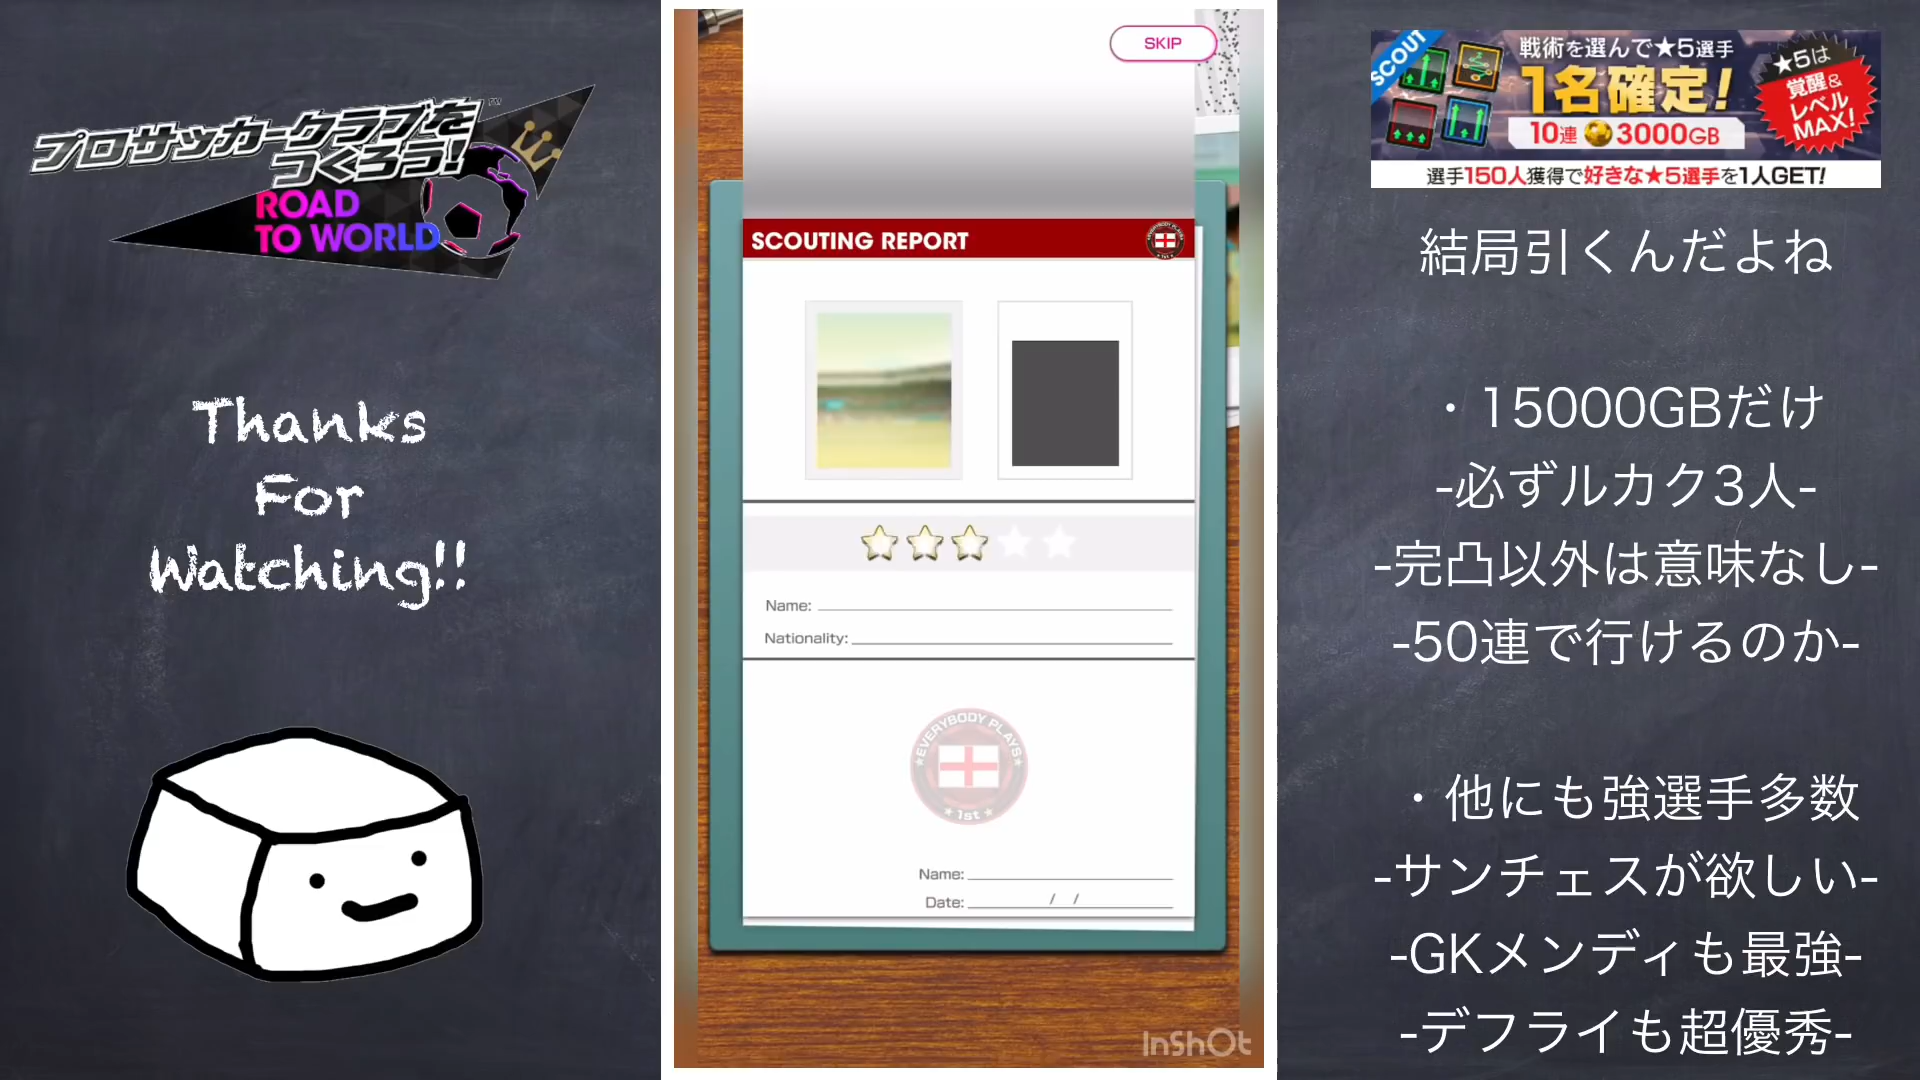 プロサッカークラブを
つくろう!
ROAD
TO WORLD
Thanks
For
Watching!!
SKIP
SCOUTING REPORT
Name:
Nationality:
EVERYBODY PLAYS
1st
Name:
Date: / /
InShOt
SCOUT
戦術を選んで★5選手
1名確定!
10連 3000GB
★5は
覚醒&
レベル
MAX!
選手150人獲得で好きな★5選手を1人GET!
結局引くんだよね
・15000GBだけ
-必ずルカク3人-
-完凸以外は意味なし-
-50連で行けるのか-
・他にも強選手多数
-サンチェスが欲しい-
-GKメンディも最強-
-デフライも超優秀-